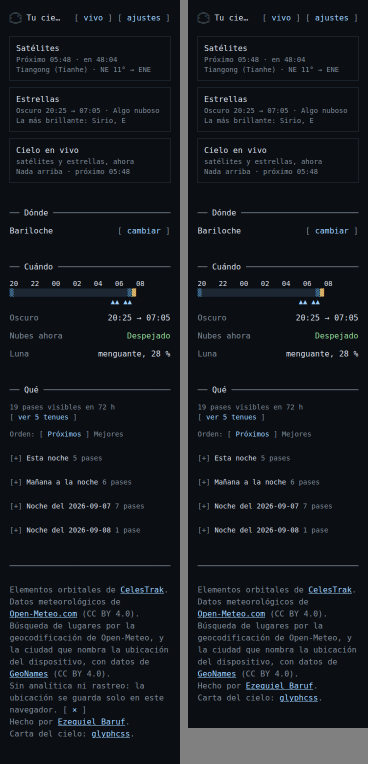 Tu cie… [ vivo ] [ ajustes ]
Satélites
Próximo 05:48 · en 48:04
Tiangong (Tianhe) · NE 11° → ENE
Estrellas
Oscuro 20:25 → 07:05 · Algo nuboso
La más brillante: Sirio, E
Cielo en vivo
satélites y estrellas, ahora
Nada arriba · próximo 05:48
Dónde
Bariloche [ cambiar ]
Cuándo
20 22 00 02 04 06 08
▲▲ ▲▲
Oscuro 20:25 → 07:05
Nubes ahora Despejado
Luna menguante, 28 %
Qué
19 pases visibles en 72 h
[ ver 5 tenues ]
Orden: [ Próximos ] Mejores
[+] Esta noche 5 pases
[+] Mañana a la noche 6 pases
[+] Noche del 2026-09-07 7 pases
[+] Noche del 2026-09-08 1 pase
Elementos orbitales de CelesTrak.
Datos meteorológicos de
Open-Meteo.com (CC BY 4.0).
Búsqueda de lugares por la
geocodificación de Open-Meteo, y
la ciudad que nombra la ubicación
del dispositivo, con datos de
GeoNames (CC BY 4.0).
Sin analítica ni rastreo: la
ubicación se guarda solo en este
navegador. [ × ]
Hecho por Ezequiel Baruf.
Carta del cielo: glyphcss.
Tu cie… [ vivo ] [ ajustes ]
Satélites
Próximo 05:48 · en 48:04
Tiangong (Tianhe) · NE 11° → ENE
Estrellas
Oscuro 20:25 → 07:05 · Algo nuboso
La más brillante: Sirio, E
Cielo en vivo
satélites y estrellas, ahora
Nada arriba · próximo 05:48
Dónde
Bariloche [ cambiar ]
Cuándo
20 22 00 02 04 06 08
▲▲ ▲▲
Oscuro 20:25 → 07:05
Nubes ahora Despejado
Luna menguante, 28 %
Qué
19 pases visibles en 72 h
[ ver 5 tenues ]
Orden: [ Próximos ] Mejores
[+] Esta noche 5 pases
[+] Mañana a la noche 6 pases
[+] Noche del 2026-09-07 7 pases
[+] Noche del 2026-09-08 1 pase
Elementos orbitales de CelesTrak.
Datos meteorológicos de
Open-Meteo.com (CC BY 4.0).
Búsqueda de lugares por la
geocodificación de Open-Meteo, y
la ciudad que nombra la ubicación
del dispositivo, con datos de
GeoNames (CC BY 4.0).
Hecho por Ezequiel Baruf.
Carta del cielo: glyphcss.